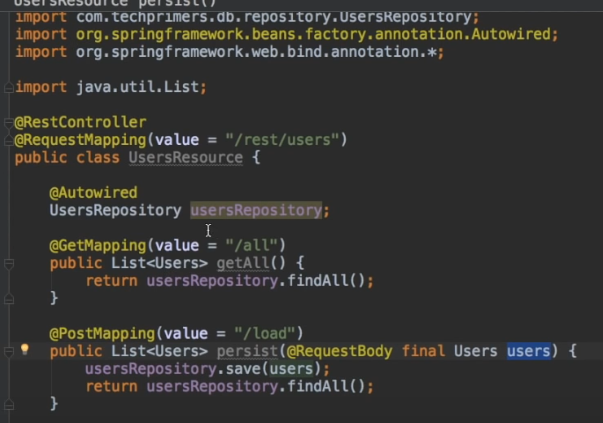 UsersResource persist()
import com.techprimers.db.repository.UsersRepository;
import org.springframework.beans.factory.annotation.Autowired;
import org.springframework.web.bind.annotation.*;
import java.util.List;
@RestController
@RequestMapping(value = "/rest/users")
public class UsersResource {
@Autowired
UsersRepository usersRepository;
@GetMapping(value = "/all")
public List<Users> getAll() {
return usersRepository.findAll();
}
@PostMapping(value = "/load")
public List<Users> persist(@RequestBody final Users users) {
usersRepository.save(users);
return usersRepository.findAll();
}